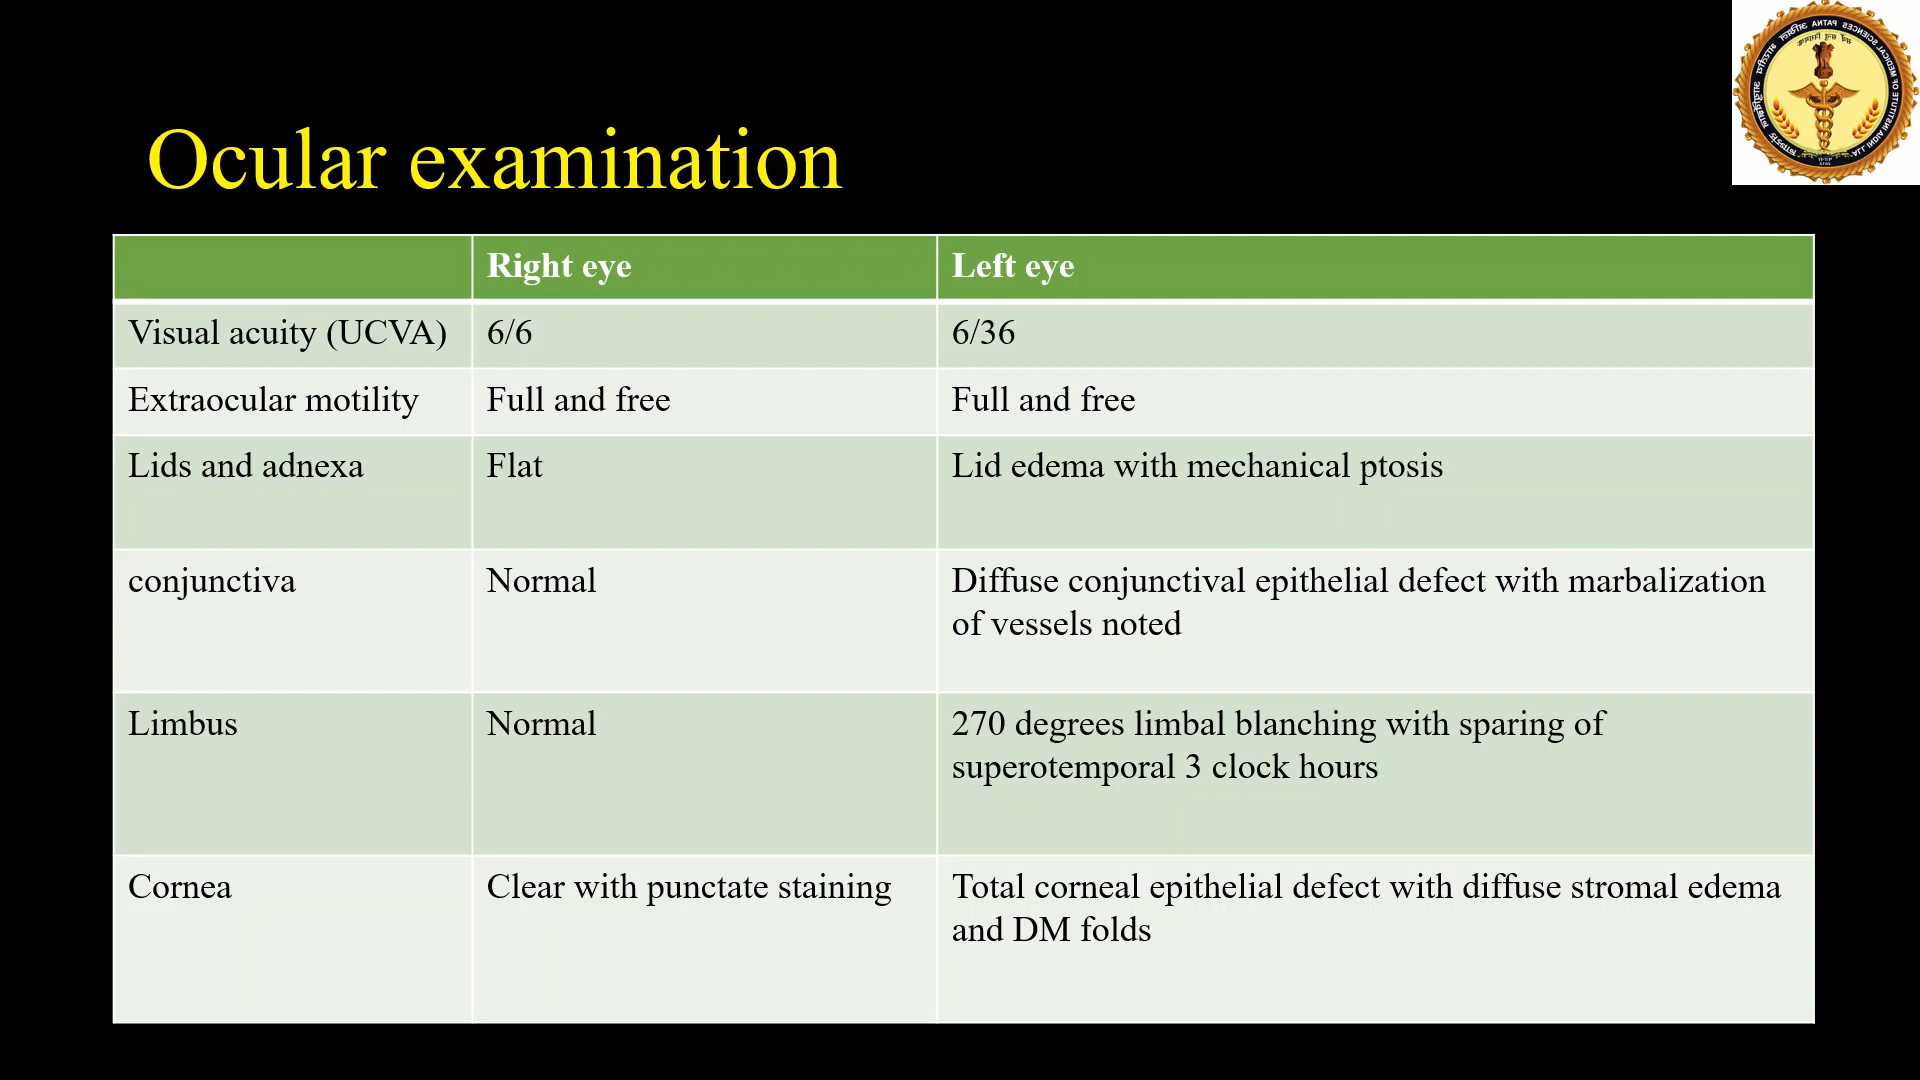 Ocular examination
Right eye
Left eye
Visual acuity (UCVA)
6/6
6/36
Extraocular motility
Full and free
Full and free
Lids and adnexa
Flat
Lid edema with mechanical ptosis
conjunctiva
Normal
Diffuse conjunctival epithelial defect with marbalization
of vessels noted
Limbus
Normal
270 degrees limbal blanching with sparing of
superotemporal 3 clock hours
Cornea
Clear with punctate staining
Total corneal epithelial defect with diffuse stromal edema
and DM folds